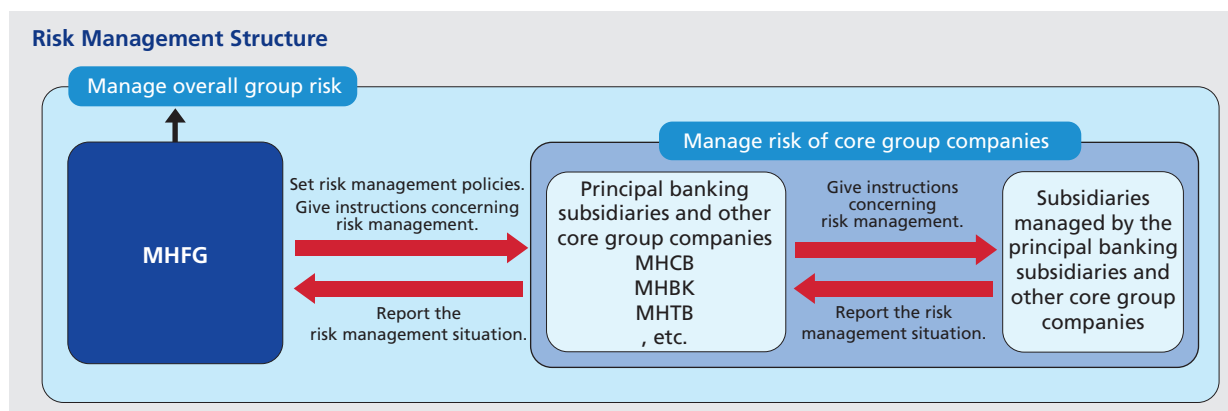 Risk Management Structure
Manage overall group risk
MHFG
Set risk management policies.
Give instructions concerning
risk management.
Report the
risk management situation.
Manage risk of core group companies
Principal banking
subsidiaries and other
core group companies
MHCB
MHBK
MHTB
, etc.
Give instructions
concerning
risk management.
Report the risk
management situation.
Subsidiaries
managed by the
principal banking
subsidiaries and
other core group
companies